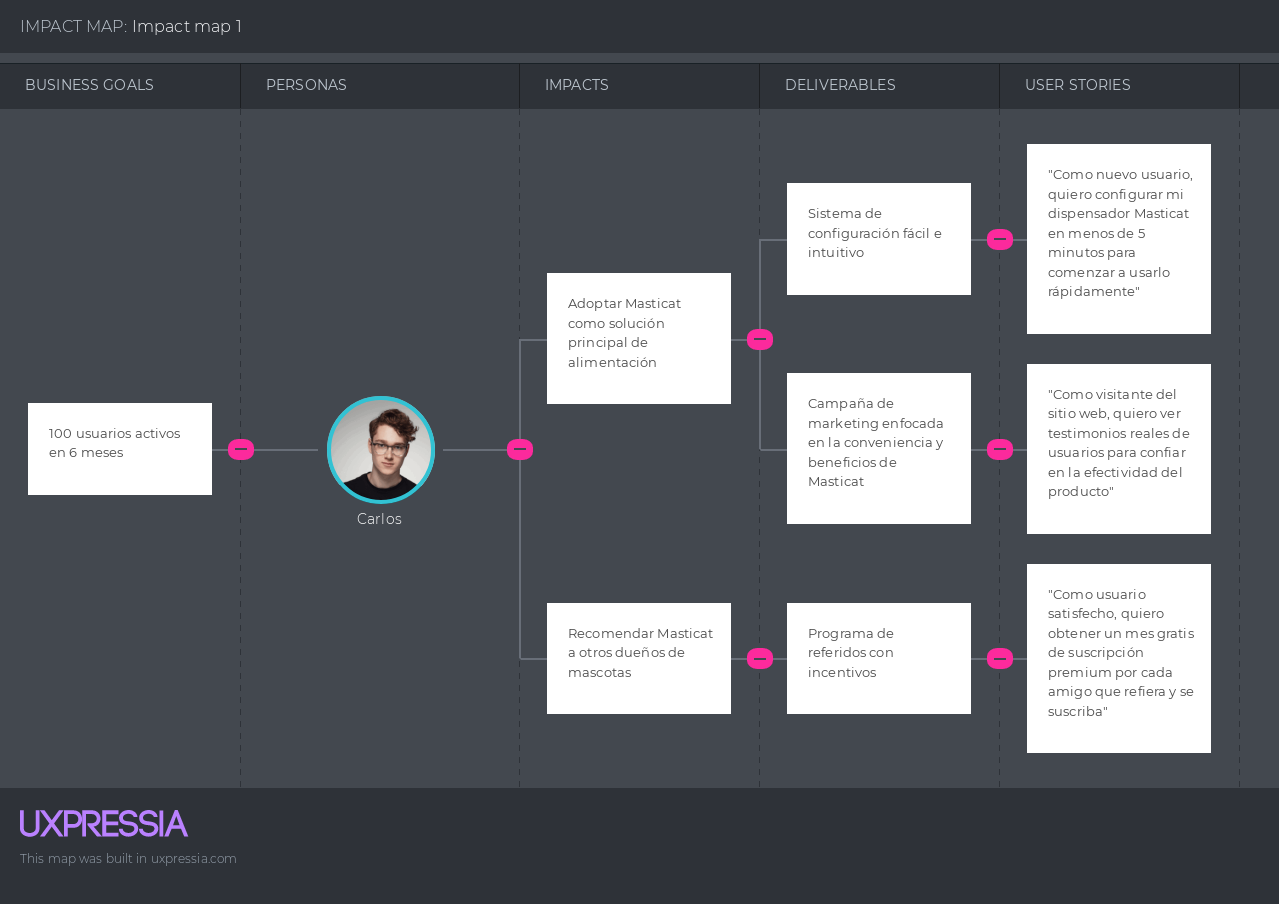 IMPACT MAP: Impact map 1
BUSINESS GOALS
PERSONAS
IMPACTS
DELIVERABLES
USER STORIES
100 usuarios activos
en 6 meses
Carlos
Adoptar Masticat
como solución
principal de
alimentación
Recomendar Masticat
a otros dueños de
mascotas
Sistema de
configuración fácil e
intuitivo
Campaña de
marketing enfocada
en la conveniencia y
beneficios de
Masticat
Programa de
referidos con
incentivos
"Como nuevo usuario,
quiero configurar mi
dispensador Masticat
en menos de 5
minutos para
comenzar a usarlo
rápidamente"
"Como visitante del
sitio web, quiero ver
testimonios reales de
usuarios para confiar
en la efectividad del
producto"
"Como usuario
satisfecho, quiero
obtener un mes gratis
de suscripción
premium por cada
amigo que refiera y se
suscriba"
UXPRESSIA
This map was built in uxpressia.com